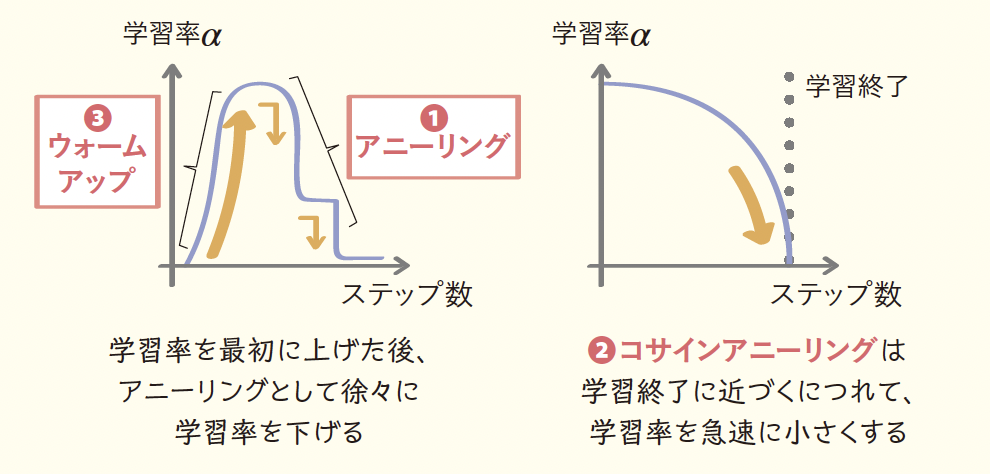 学習率α
❸
ウォーム
アップ
❶
アニーリング
ステップ数
学習率を最初に上げた後、
アニーリングとして徐々に
学習率を下げる
学習率α
学習終了
ステップ数
❷コサインアニーリングは
学習終了に近づくにつれて、
学習率を急速に小さくする